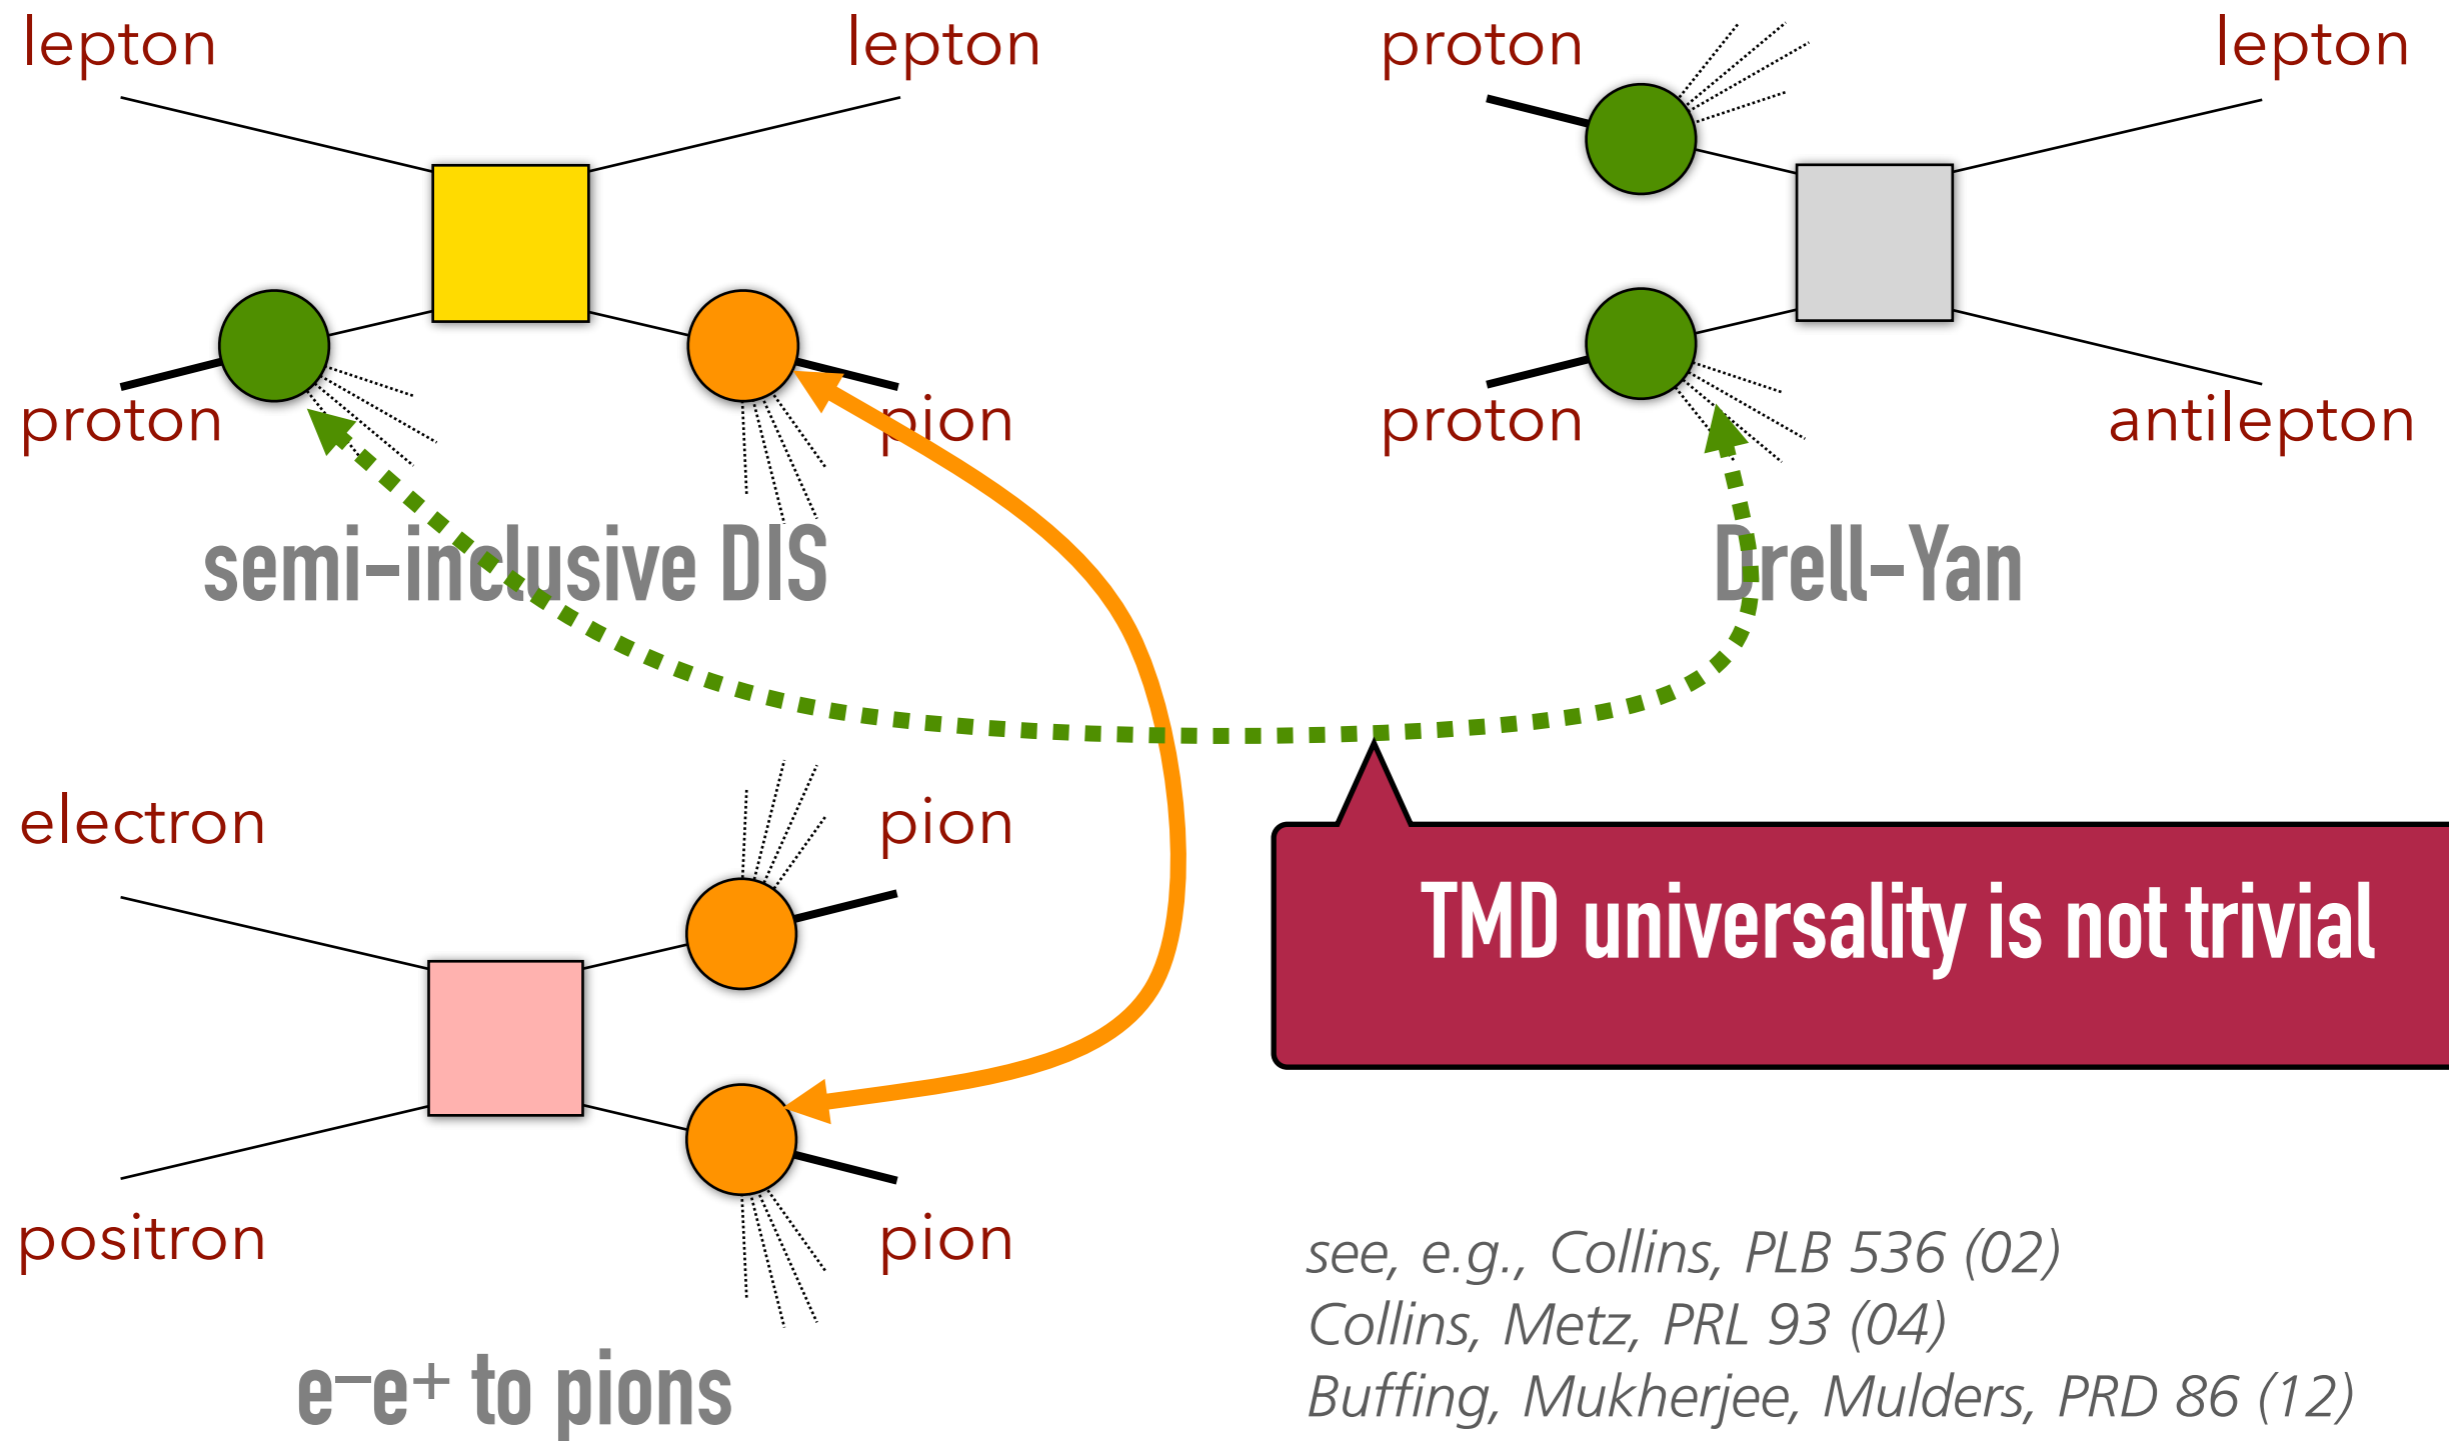 lepton
lepton
proton
pion
semi-inclusive DIS
proton
lepton
proton
antilepton
Drell-Yan
electron
pion
positron
pion
e⁻e⁺ to pions
TMD universality is not trivial
see, e.g., Collins, PLB 536 (02)
Collins, Metz, PRL 93 (04)
Buffing, Mukherjee, Mulders, PRD 86 (12)